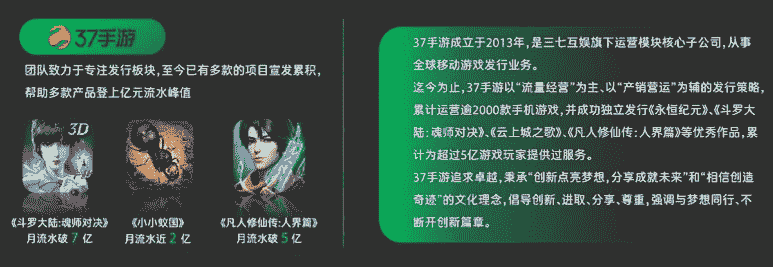 37手游
团队致力于专注发行板块,至今已有多款的项目宣发累积,
帮助多款产品登上亿元流水峰值
3D
《斗罗大陆:魂师对决》
月流水破 7 亿
《小小蚁国》
月流水近 2 亿
《凡人修仙传:人界篇》
月流水破 5 亿
37手游成立于2013年,是三七互娱旗下运营模块核心子公司,从事
全球移动游戏发行业务。
迄今为止,37手游以“流量经营”为主、以“产销营运”为辅的发行策略,
累计运营逾2000款手机游戏,并成功独立发行《永恒纪元》、《斗罗大
陆:魂师对决》、《云上城之歌》、《凡人修仙传:人界篇》等优秀作品,累
计为超过5亿游戏玩家提供过服务。
37手游追求卓越,秉承“创新点亮梦想,分享成就未来”和“相信创造
奇迹”的文化理念,倡导创新、进取、分享、尊重,强调与梦想同行、不
断开创新篇章。